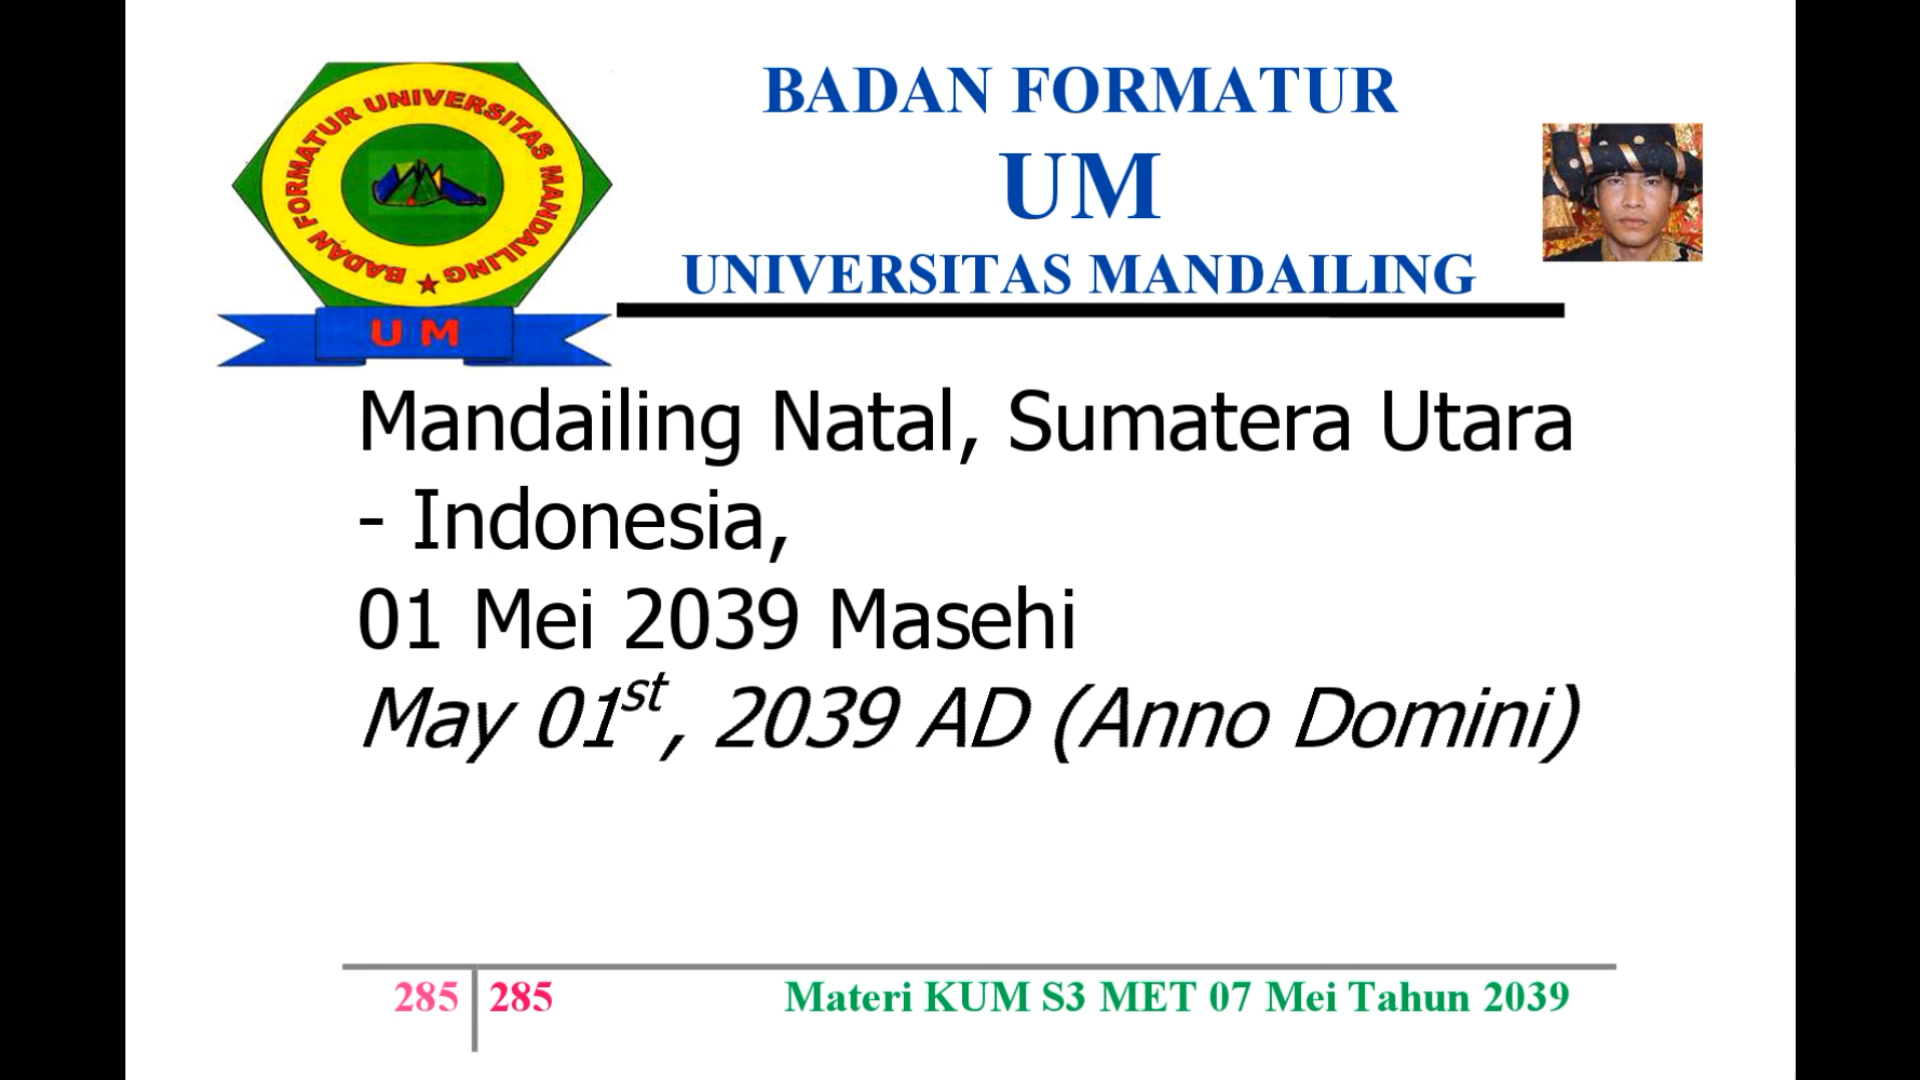 BADAN FORMATUR UNIVERSITAS MANDAILING
U M
BADAN FORMATUR
UM
UNIVERSITAS MANDAILING
Mandailing Natal, Sumatera Utara
- Indonesia,
01 Mei 2039 Masehi
May 01st, 2039 AD (Anno Domini)
285 285 Materi KUM S3 MET 07 Mei Tahun 2039